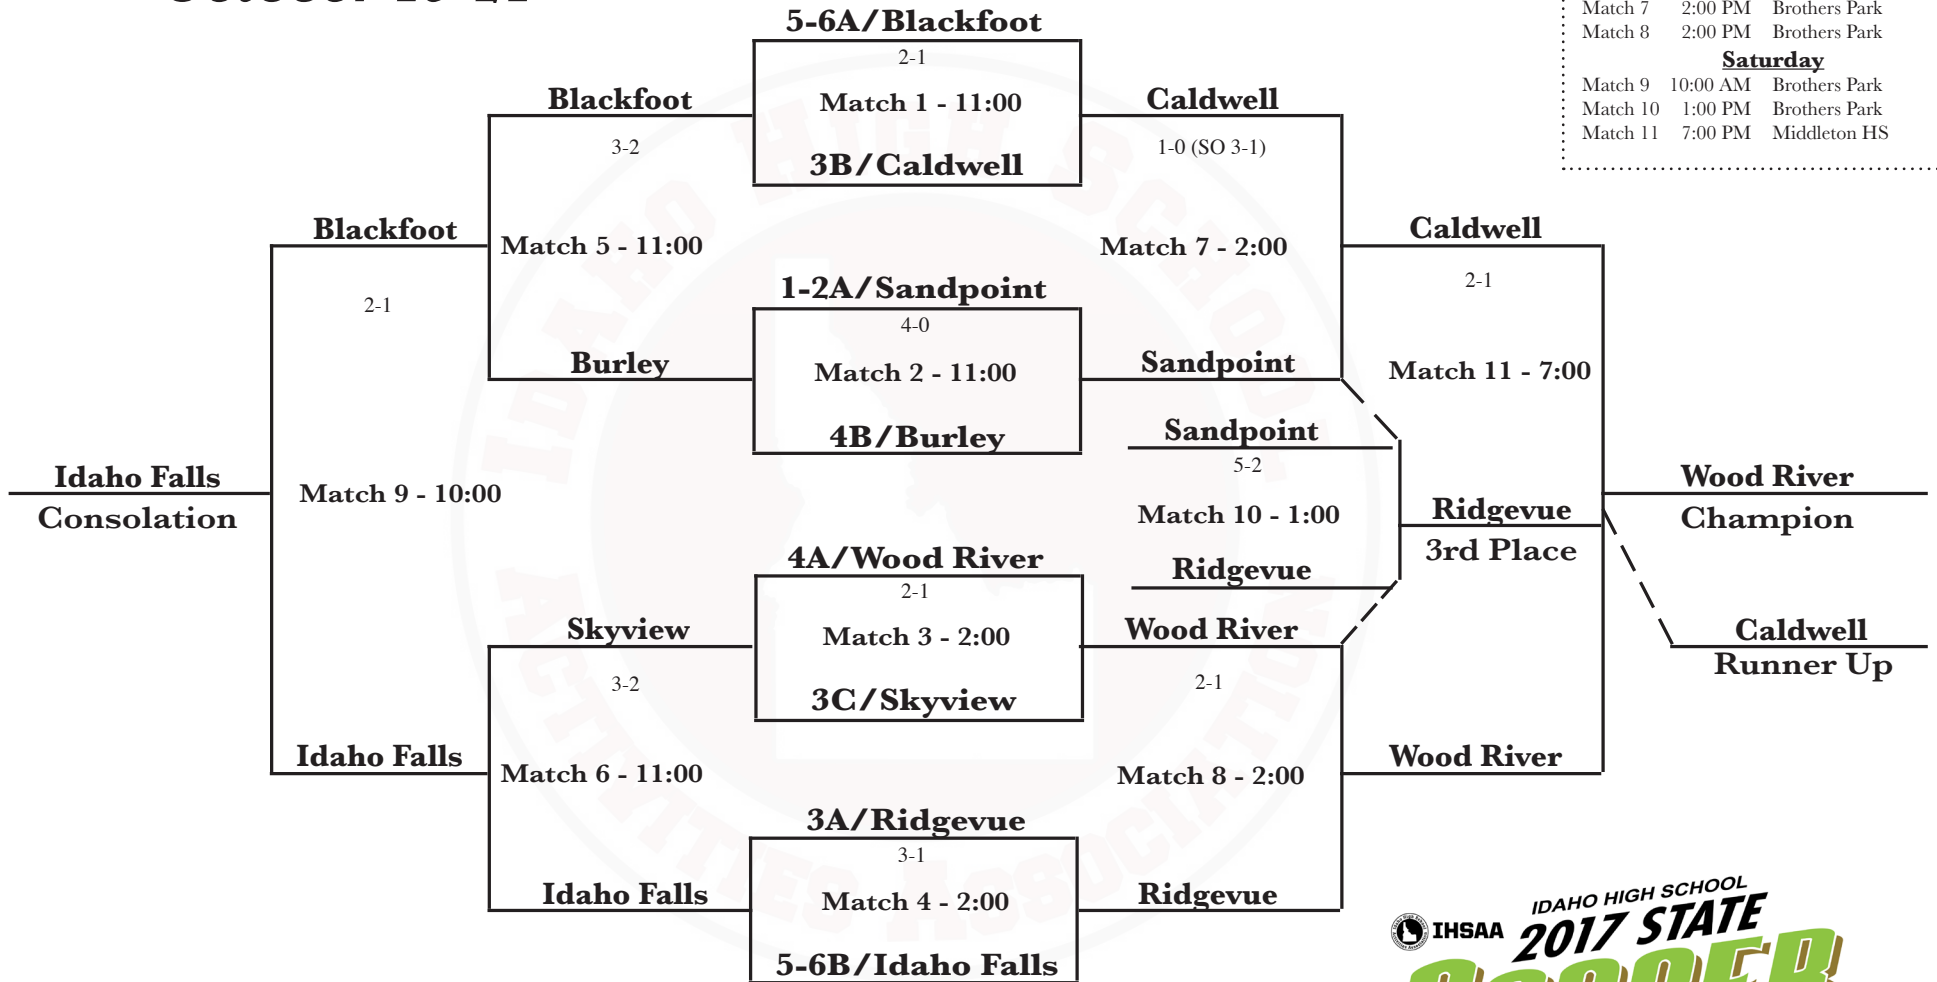 5-6A/Blackfoot
2-1
Match 1 - 11:00
3B/Caldwell
Blackfoot
3-2
Caldwell
1-0 (SO 3-1)
Match 7 2:00 PM Brothers Park
Match 8 2:00 PM Brothers Park
Saturday
Match 9 10:00 AM Brothers Park
Match 10 1:00 PM Brothers Park
Match 11 7:00 PM Middleton HS
Blackfoot
2-1
Match 5 - 11:00
Match 7 - 2:00
Caldwell
2-1
1-2A/Sandpoint
4-0
Match 2 - 11:00
4B/Burley
Burley
Sandpoint
Match 11 - 7:00
Sandpoint
5-2
Match 10 - 1:00
Ridgevue
Idaho Falls
Consolation
Match 9 - 10:00
Ridgevue
3rd Place
Wood River
Champion
4A/Wood River
2-1
Match 3 - 2:00
3C/Skyview
Skyview
3-2
Wood River
2-1
Caldwell
Runner Up
Idaho Falls
Match 6 - 11:00
Match 8 - 2:00
Wood River
3A/Ridgevue
3-1
Match 4 - 2:00
5-6B/Idaho Falls
Idaho Falls
Ridgevue
IDAHO HIGH SCHOOL ACTIVITIES ASSOCIATION
IHSAA
IDAHO HIGH SCHOOL
2017 STATE
SOCCER